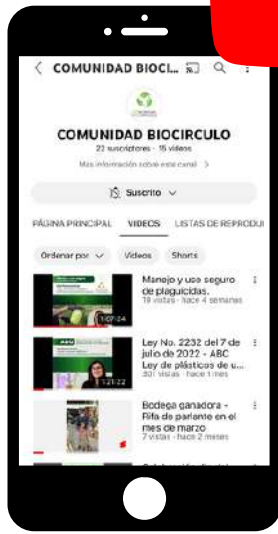 COMUNIDAD BIOCI...
COMUNIDAD BIOCIRCULO
22 suscriptores · 15 videos
Más información sobre este canal
Suscrito
PÁGINA PRINCIPAL VIDEOS LISTAS DE REPRODU
Ordenar por Videos Shorts
Manejo y uso seguro
de plaguicidas.
19 vistas · hace 4 semanas
1:07:24
Ley No. 2232 del 7 de
julio de 2022 - ABC
Ley de plásticos de u...
301 vistas · hace 1 mes
1:21:22
Bodega ganadora -
Rifa de parlante en el
mes de marzo
7 vistas · hace 2 meses